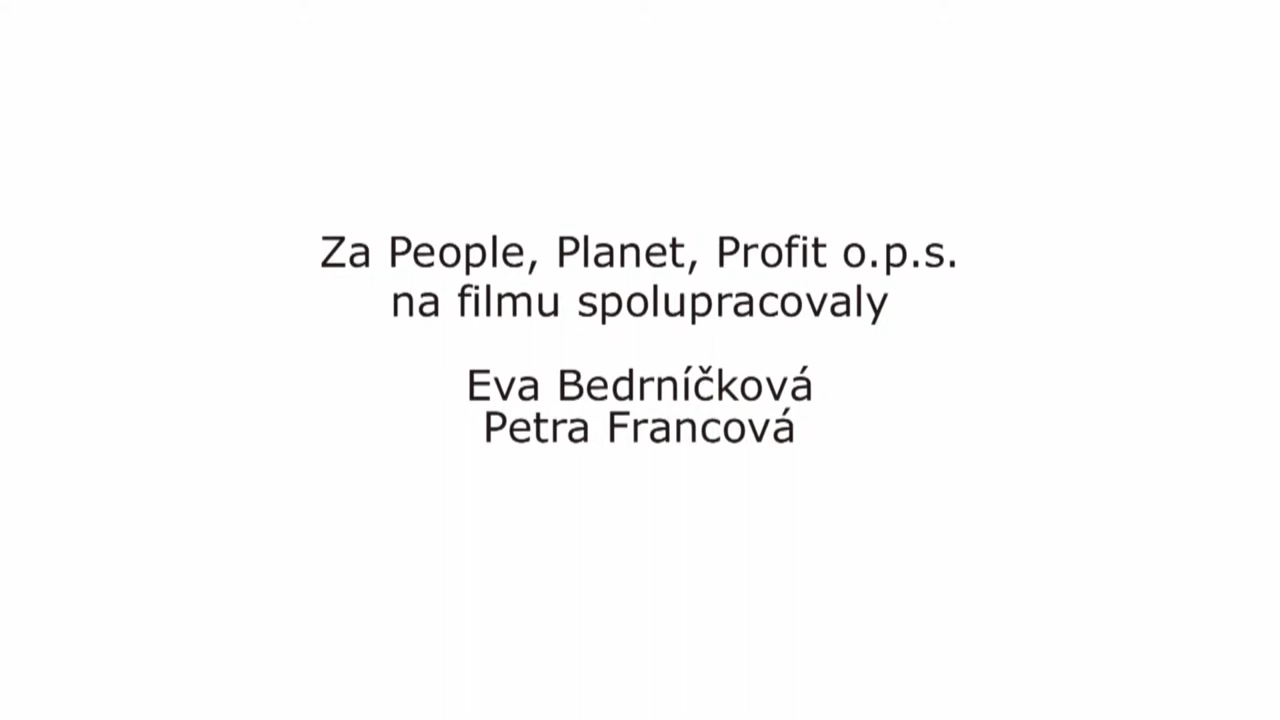 Za People, Planet, Profit o.p.s.
na filmu spolupracovaly
Eva Bedrníčková
Petra Francová